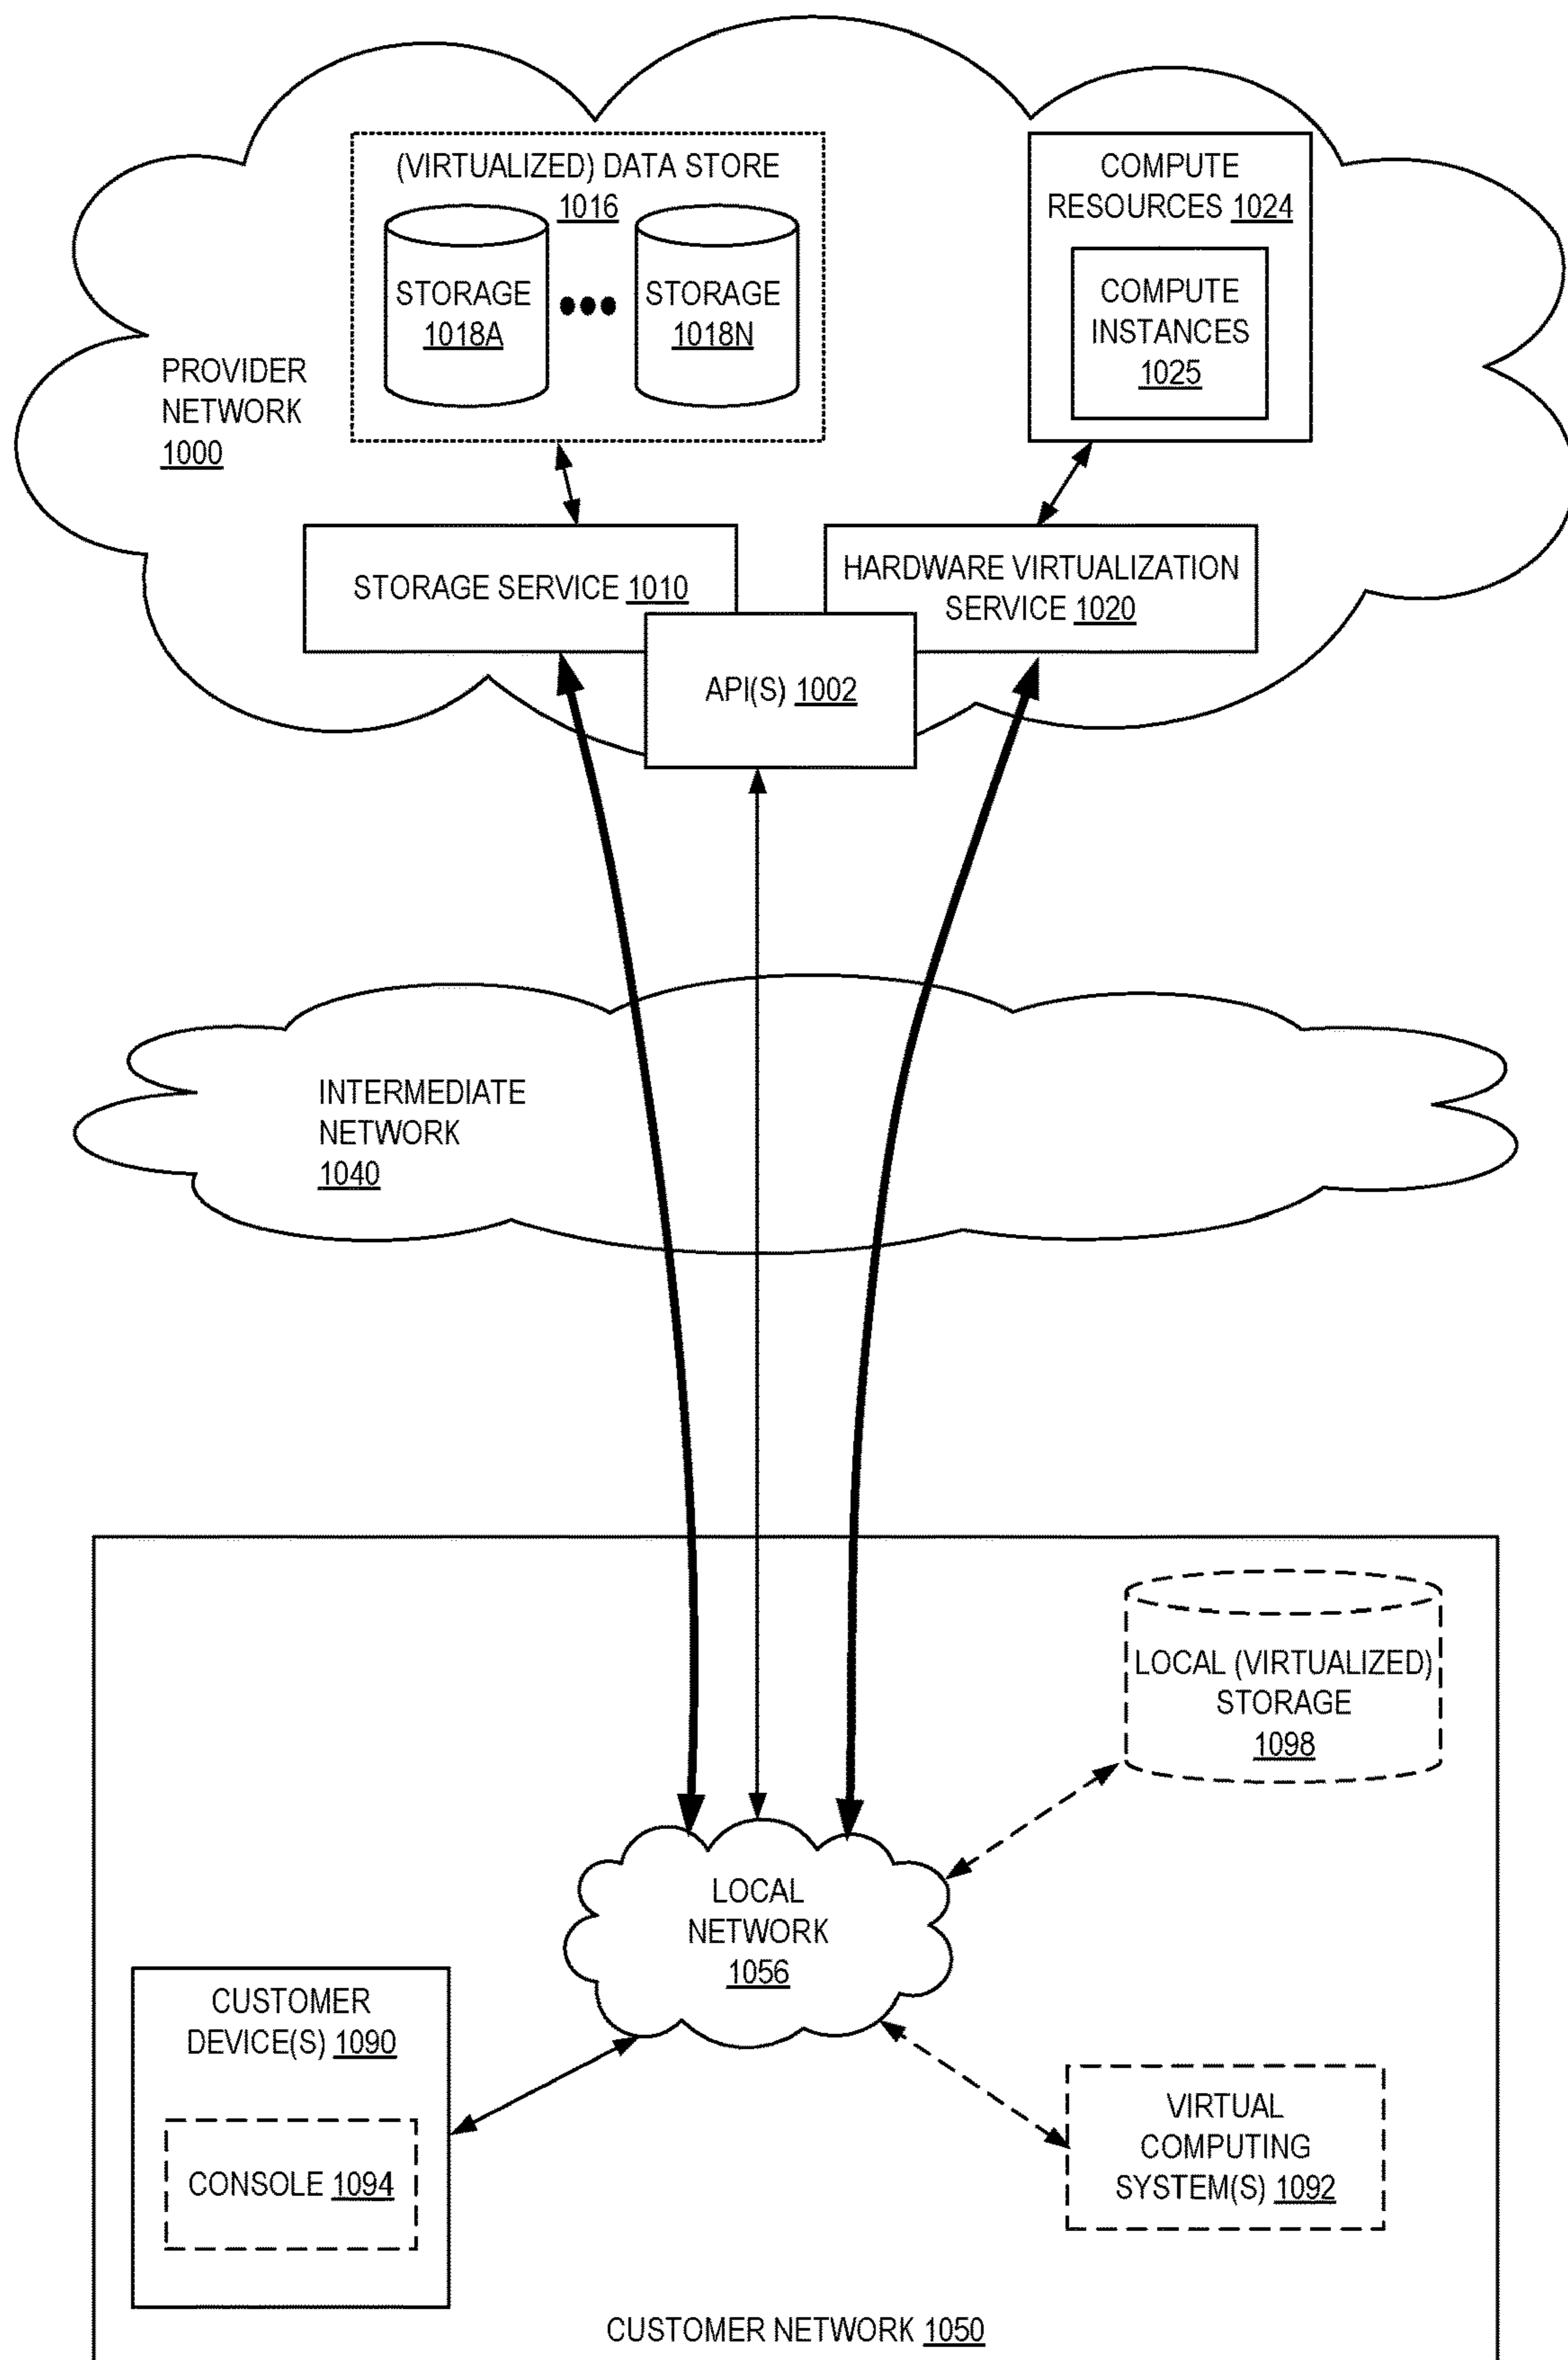 (VIRTUALIZED) DATA STORE
1016
STORAGE
1018A
STORAGE
1018N
COMPUTE
RESOURCES 1024
COMPUTE
INSTANCES
1025
PROVIDER
NETWORK
1000
STORAGE SERVICE 1010
HARDWARE VIRTUALIZATION
SERVICE 1020
API(S) 1002
INTERMEDIATE
NETWORK
1040
LOCAL (VIRTUALIZED)
STORAGE
1098
LOCAL
NETWORK
1056
CUSTOMER
DEVICE(S) 1090
CONSOLE 1094
VIRTUAL
COMPUTING
SYSTEM(S) 1092
CUSTOMER NETWORK 1050